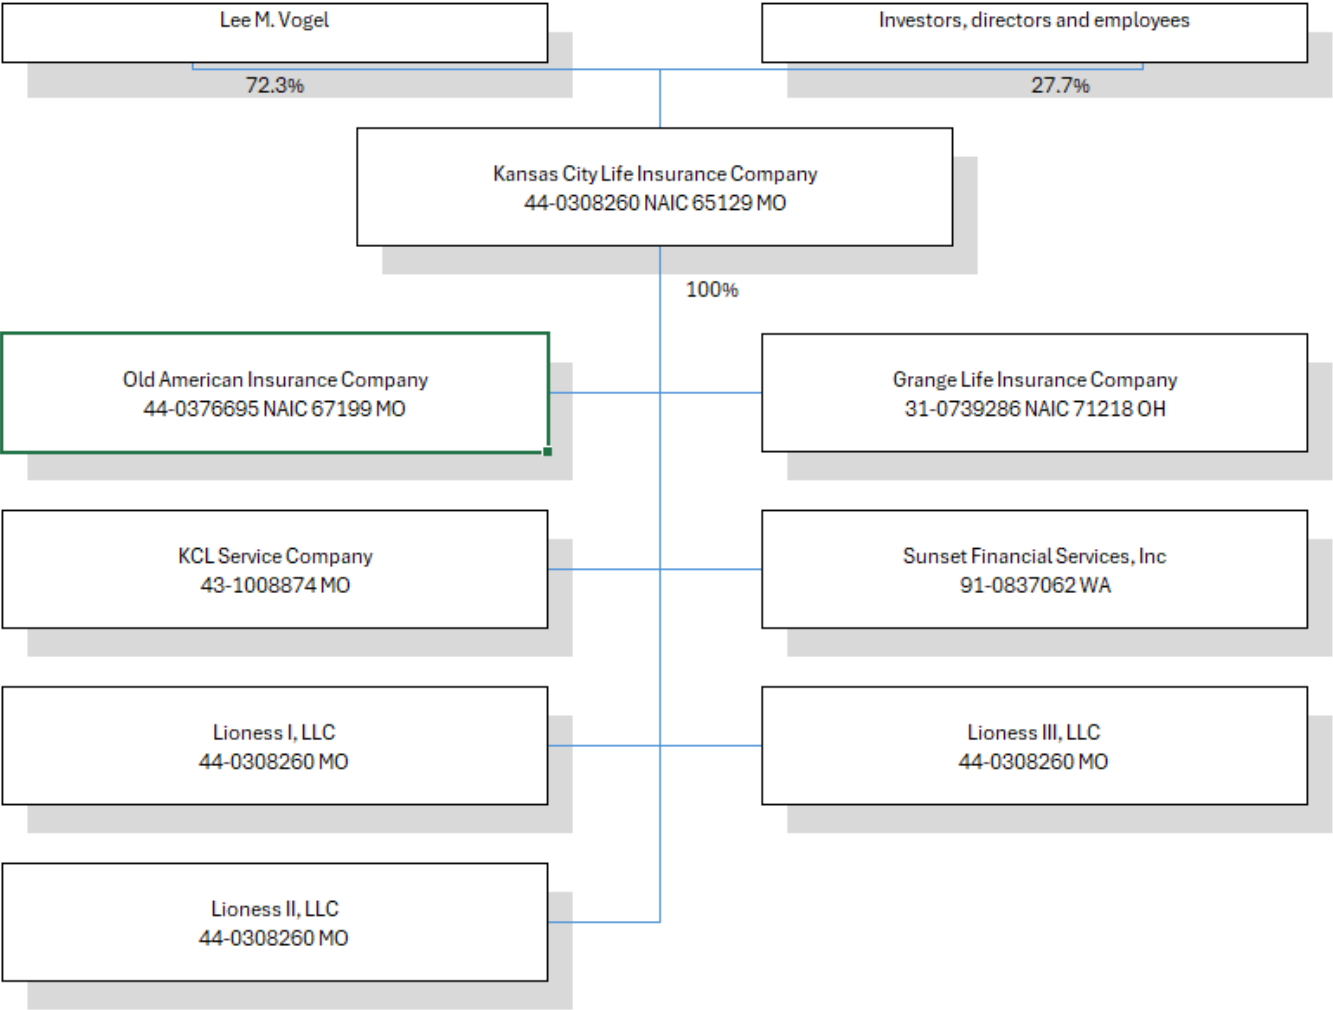 Lee M. Vogel
Investors, directors and employees
72.3%
27.7%
Kansas City Life Insurance Company
44-0308260 NAIC 65129 MO
100%
Old American Insurance Company
44-0376695 NAIC 67199 MO
Grange Life Insurance Company
31-0739286 NAIC 71218 OH
KCL Service Company
43-1008874 MO
Sunset Financial Services, Inc
91-0837062 WA
Lioness I, LLC
44-0308260 MO
Lioness III, LLC
44-0308260 MO
Lioness II, LLC
44-0308260 MO